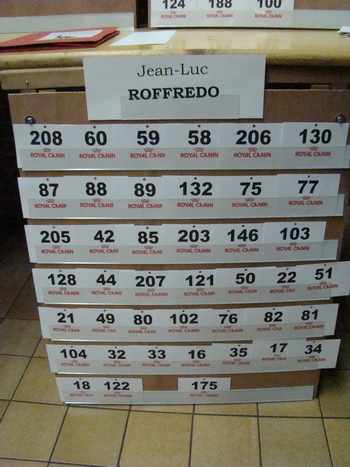 124 188 100
ROYAL CANIN ROYAL CANIN ROYAL CANIN
Jean-Luc
ROFFREDO
208 60 59 58 206 130
ROYAL CANIN ROYAL CANIN ROYAL CANIN ROYAL CANIN ROYAL CANIN ROYAL CANIN
87 88 89 132 75 77
ROYAL CANIN ROYAL CANIN ROYAL CANIN ROYAL CANIN ROYAL CANIN ROYAL CANIN
205 42 85 203 146 103
ROYAL CANIN ROYAL CANIN ROYAL CANIN ROYAL CANIN ROYAL CANIN ROYAL CANIN
128 44 207 121 50 22 51
ROYAL CANIN ROYAL CANIN ROYAL CANIN ROYAL CANIN ROYAL CANIN ROYAL CANIN ROYAL CANIN
21 49 80 102 76 82 81
ROYAL CANIN ROYAL CANIN ROYAL CANIN ROYAL CANIN ROYAL CANIN ROYAL CANIN ROYAL CANIN
104 32 33 16 35 17 34
ROYAL CANIN ROYAL CANIN ROYAL CANIN ROYAL CANIN ROYAL CANIN ROYAL CANIN ROYAL CANIN
18 122 175
ROYAL CANIN ROYAL CANIN ROYAL CANIN